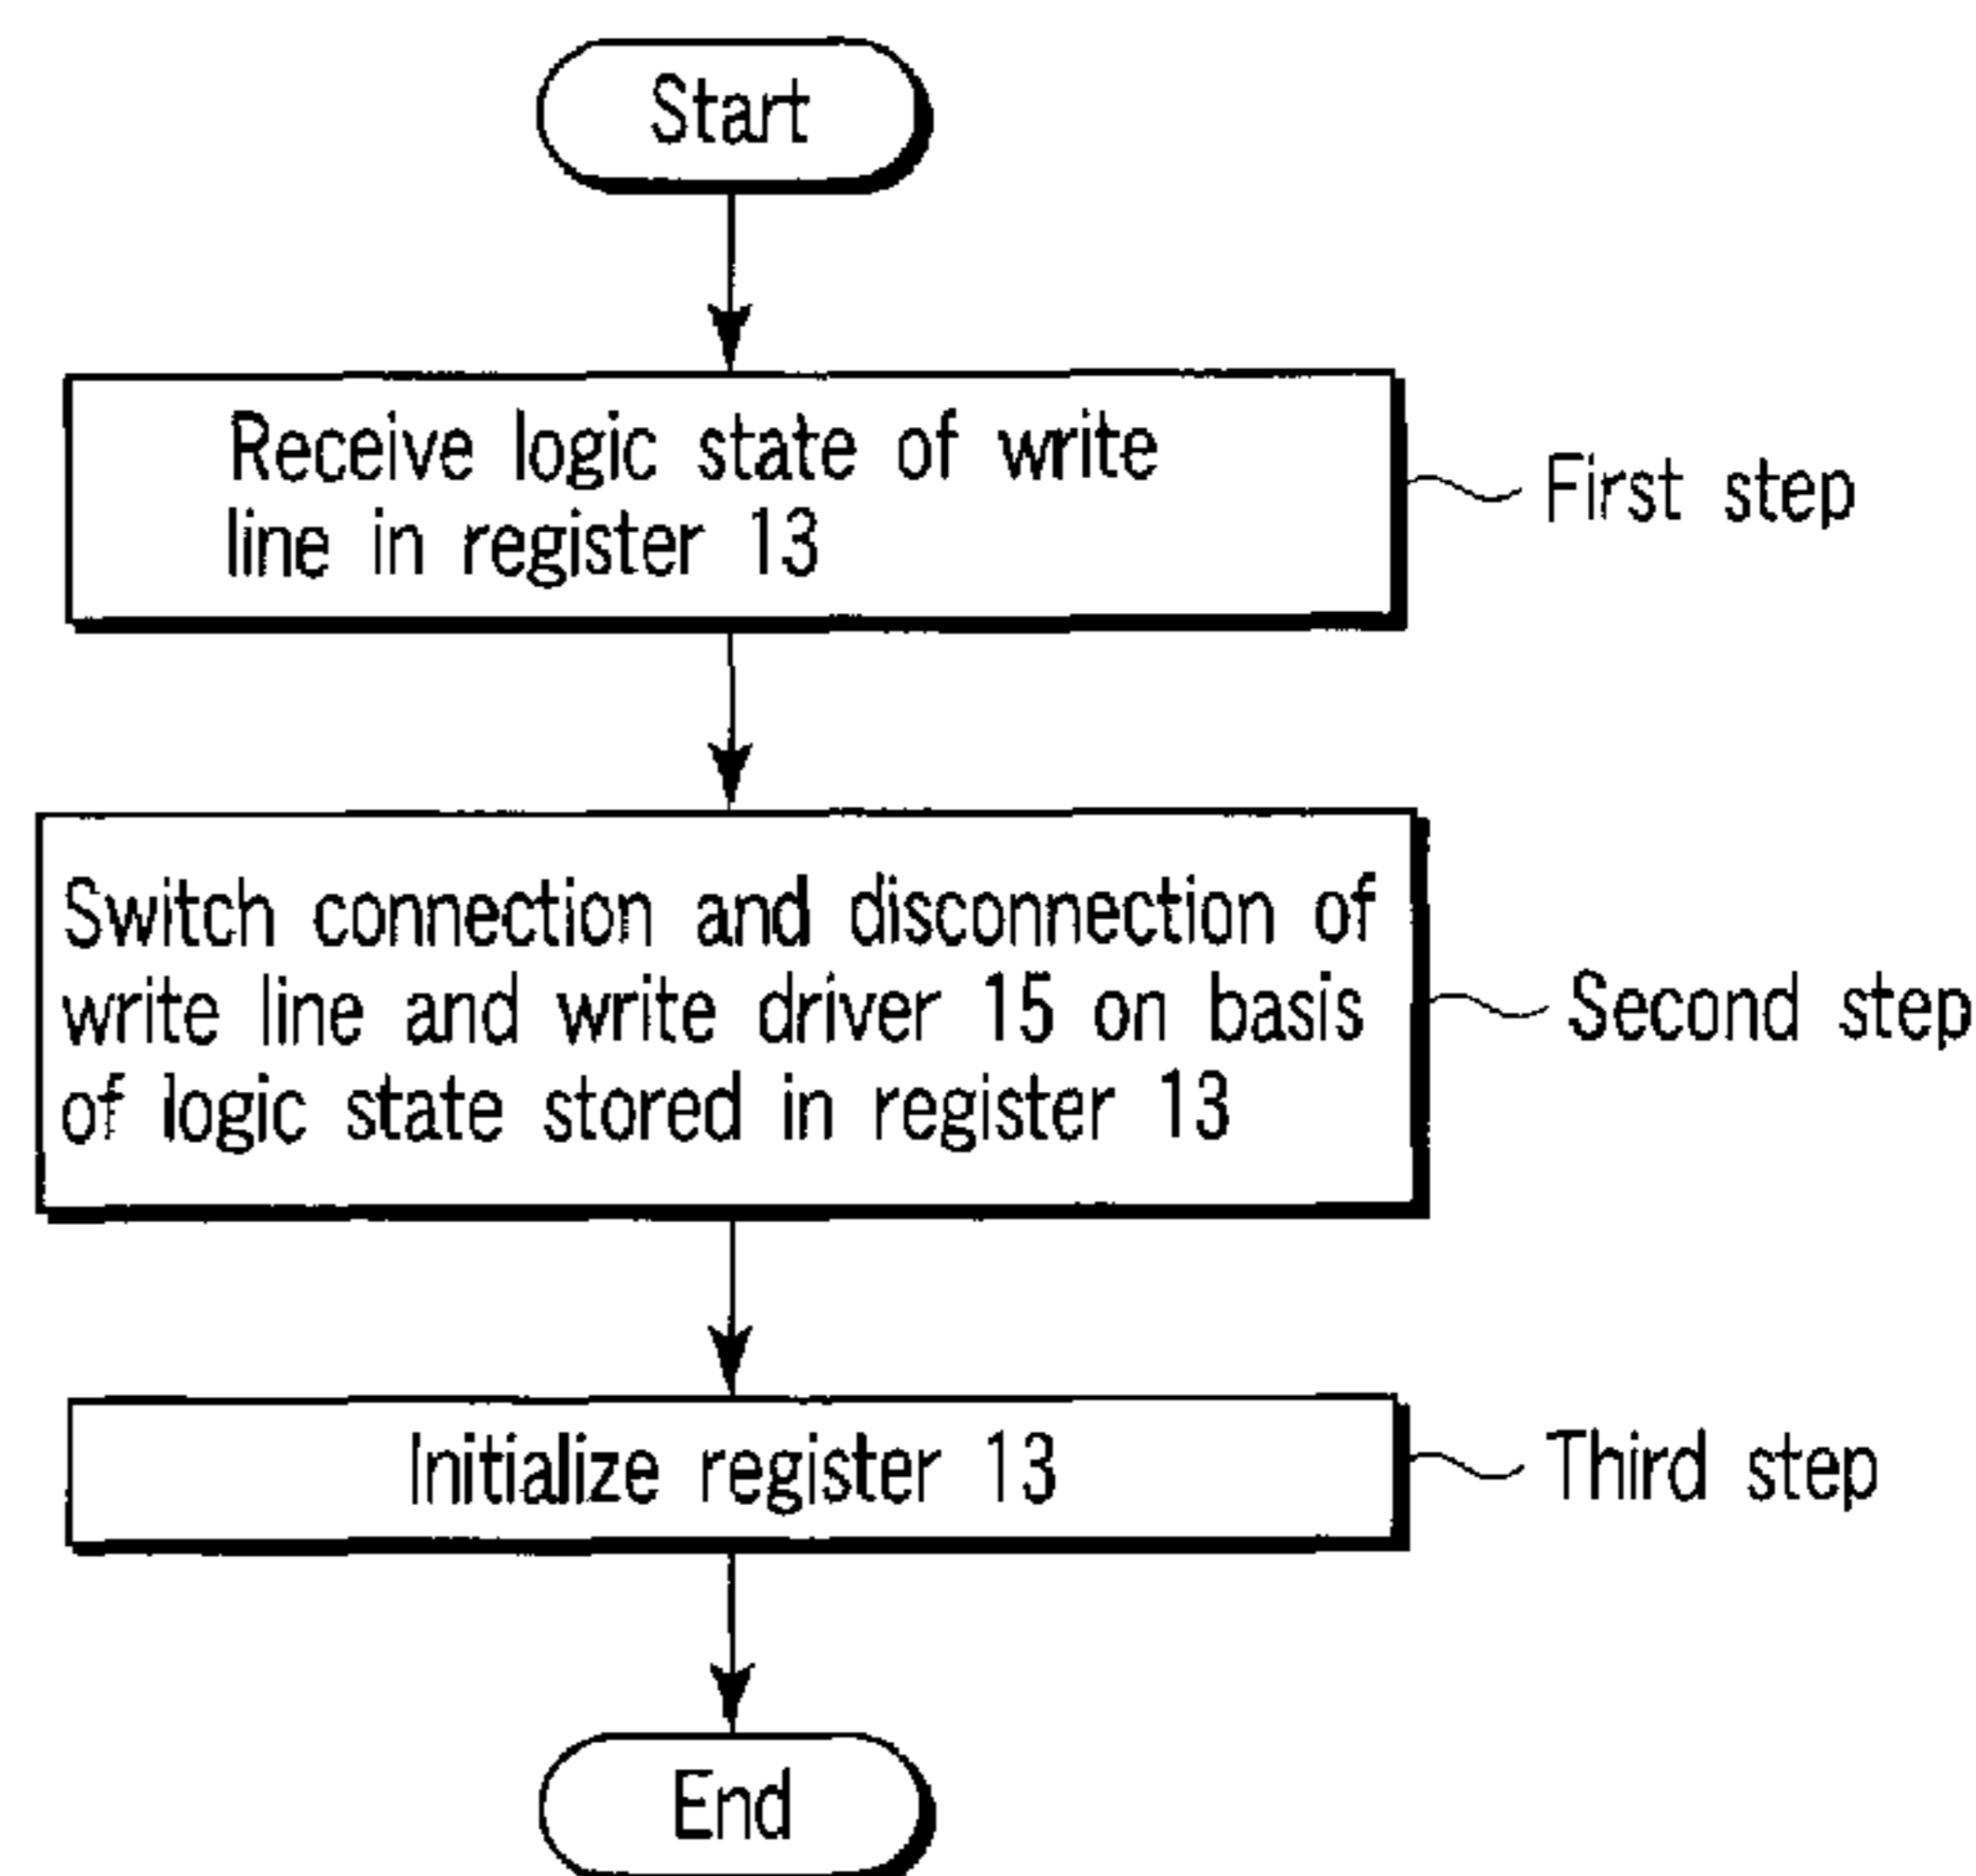 Start
Receive logic state of write
line in register 13
First step
Switch connection and disconnection of
write line and write driver 15 on basis
of logic state stored in register 13
Second step
Initialize register 13
Third step
End